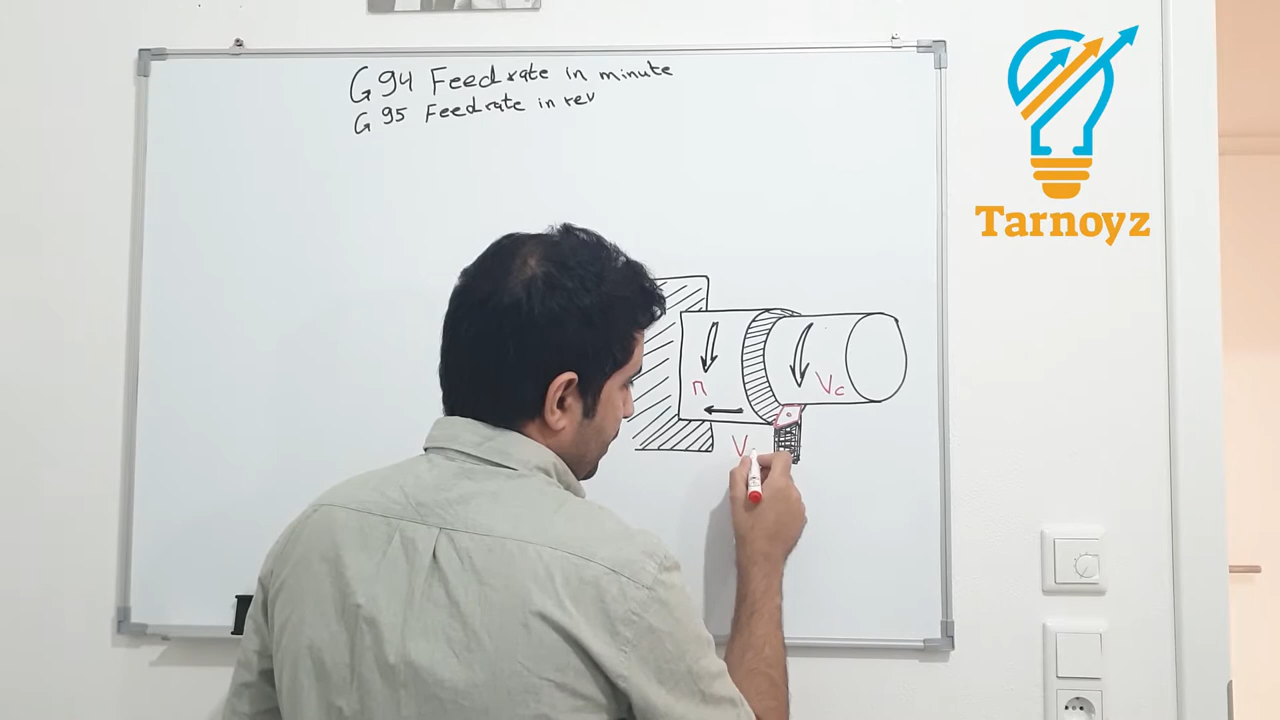 G94 Feedrate in minute
G95 Feedrate in rev
Tarnoyz
n
Vc
V